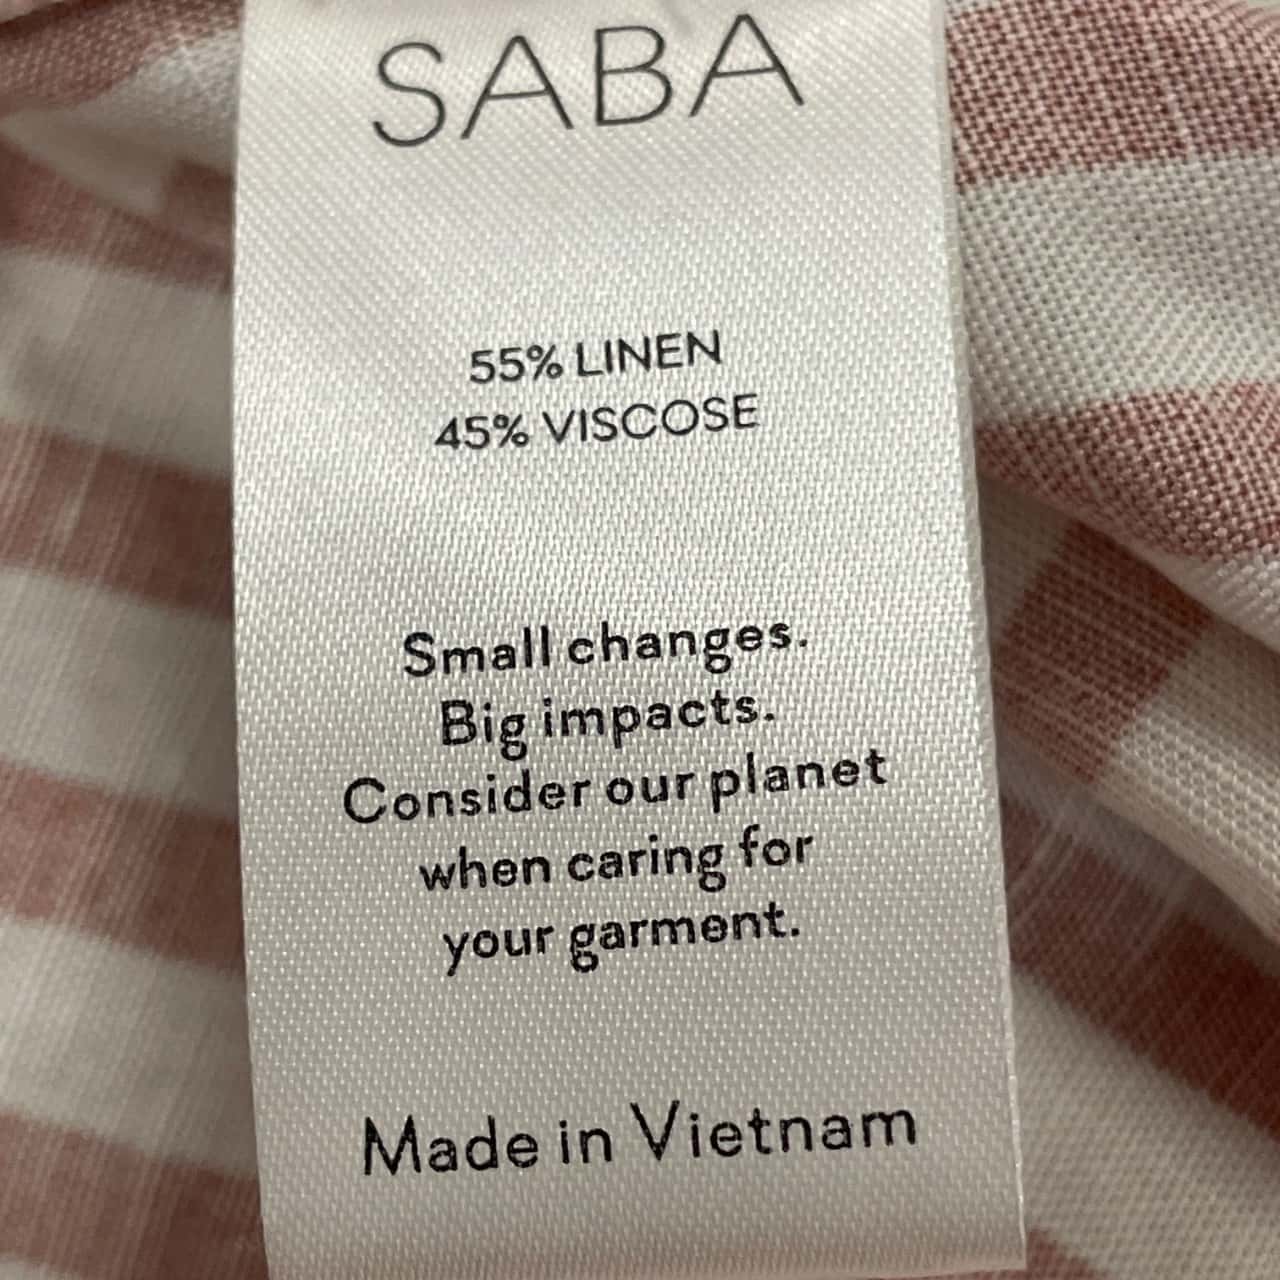 SABA
55% LINEN
45% VISCOSE
Small changes.
Big impacts.
Consider our planet
when caring for
your garment.
Made in Vietnam